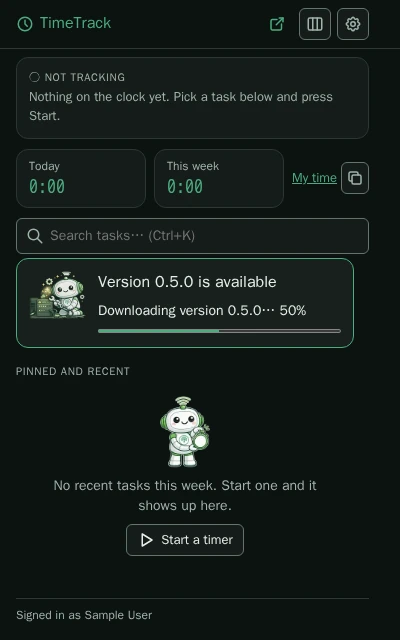 TimeTrack
NOT TRACKING
Nothing on the clock yet. Pick a task below and press
Start.
Today
0:00
This week
0:00
My time
Search tasks··· (Ctrl+K)
Version 0.5.0 is available
Downloading version 0.5.0··· 50%
PINNED AND RECENT
No recent tasks this week. Start one and it
shows up here.
Start a timer
Signed in as Sample User